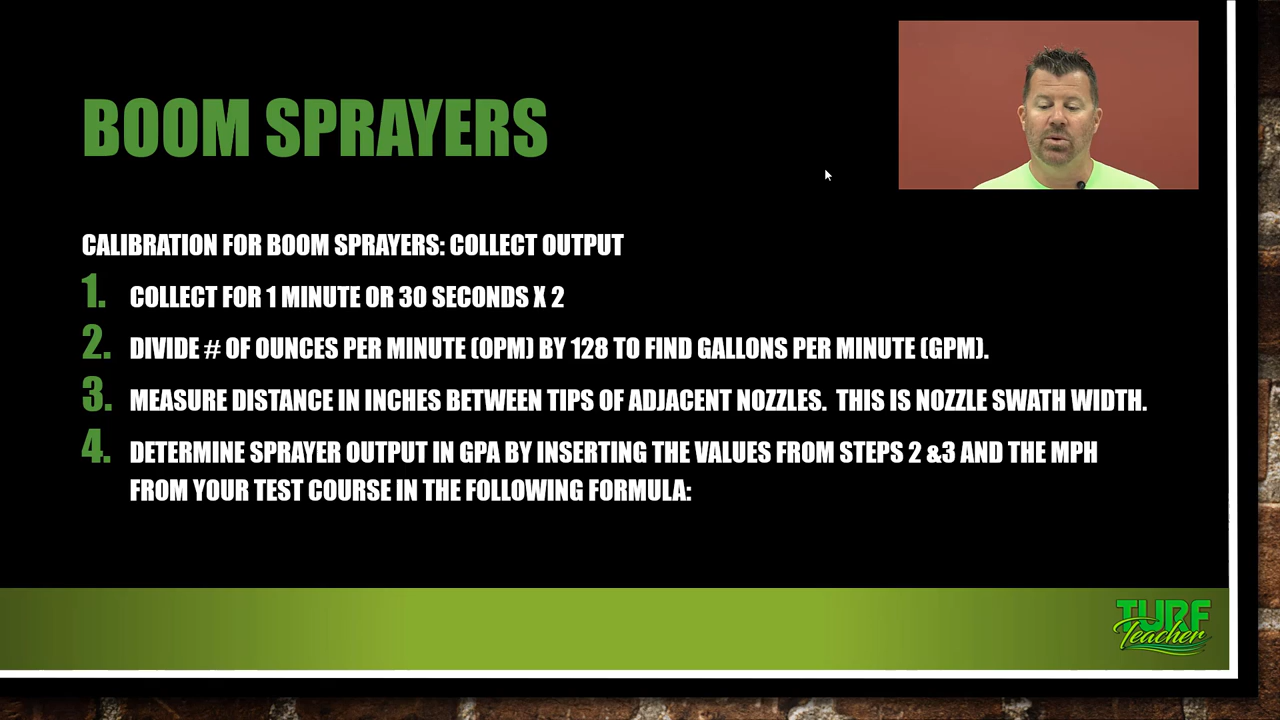 BOOM SPRAYERS
CALIBRATION FOR BOOM SPRAYERS: COLLECT OUTPUT
1. COLLECT FOR 1 MINUTE OR 30 SECONDS X 2
2. DIVIDE # OF OUNCES PER MINUTE (OPM) BY 128 TO FIND GALLONS PER MINUTE (GPM).
3. MEASURE DISTANCE IN INCHES BETWEEN TIPS OF ADJACENT NOZZLES. THIS IS NOZZLE SWATH WIDTH.
4. DETERMINE SPRAYER OUTPUT IN GPA BY INSERTING THE VALUES FROM STEPS 2 &3 AND THE MPH
FROM YOUR TEST COURSE IN THE FOLLOWING FORMULA:
TURF
Teacher